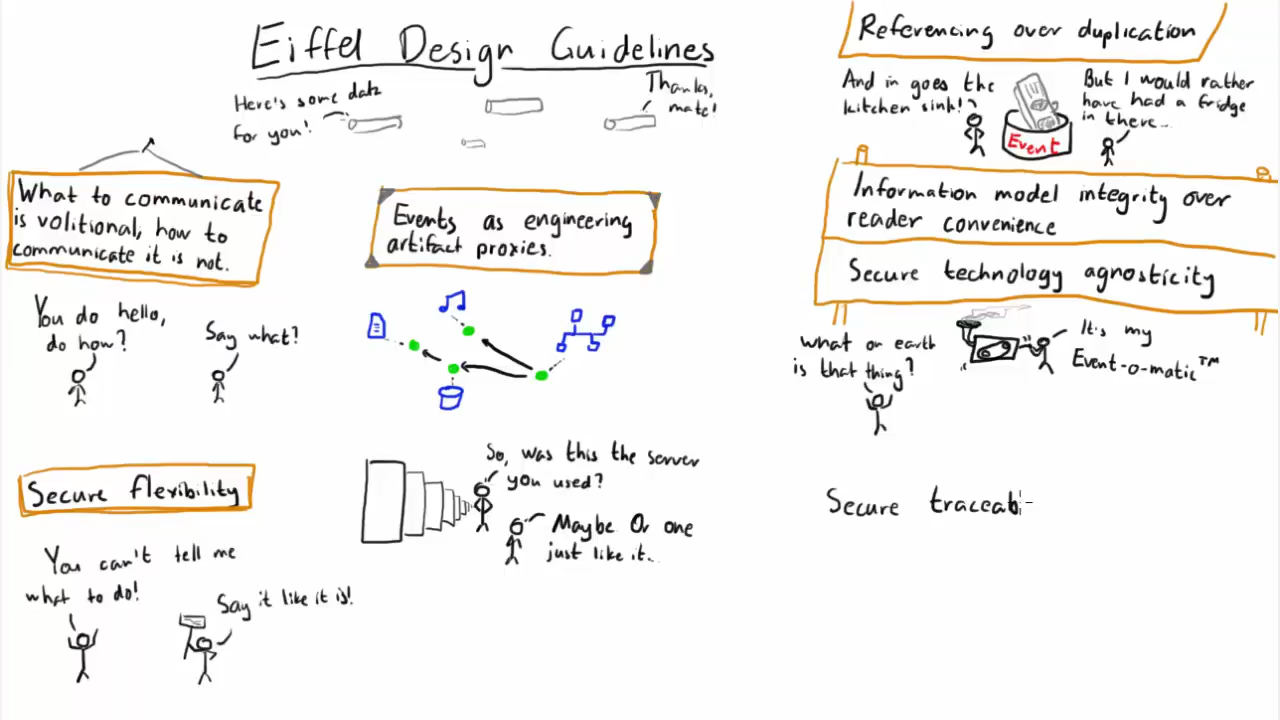 Eiffel Design Guidelines
Here's some data
for you!
Thanks,
mate!
What to communicate
is volitional, how to
communicate it is not.
You do hello,
do how?
Say what?
Secure flexibility
You can't tell me
what to do!
Say it like it is!
Events as engineering
artifact proxies.
So, was this the server
you used?
Maybe. Or one
just like it...
Referencing over duplication
And in goes the
kitchen sink!
Event
But I would rather
have had a fridge
in there...
Information model integrity over
reader convenience
Secure technology agnosticity
What on earth
is that thing?
It's my
Event-o-matic™
Secure traceabi